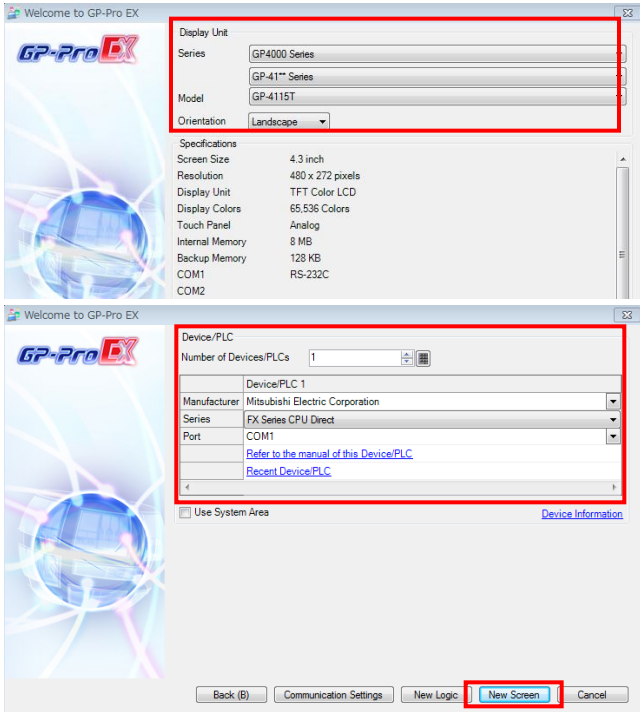 Welcome to GP-Pro EX
GP-Pro EX
Display Unit
Series GP4000 Series
GP-41** Series
Model GP-4115T
Orientation Landscape
Specifications
Screen Size 4.3 inch
Resolution 480 x 272 pixels
Display Unit TFT Color LCD
Display Colors 65,536 Colors
Touch Panel Analog
Internal Memory 8 MB
Backup Memory 128 KB
COM1 RS-232C
COM2
Welcome to GP-Pro EX
GP-Pro EX
Device/PLC
Number of Devices/PLCs 1
Device/PLC 1
Manufacturer Mitsubishi Electric Corporation
Series FX Series CPU Direct
Port COM1
Refer to the manual of this Device/PLC
Recent Device/PLC
Use System Area Device Information
Back (B) Communication Settings New Logic New Screen Cancel